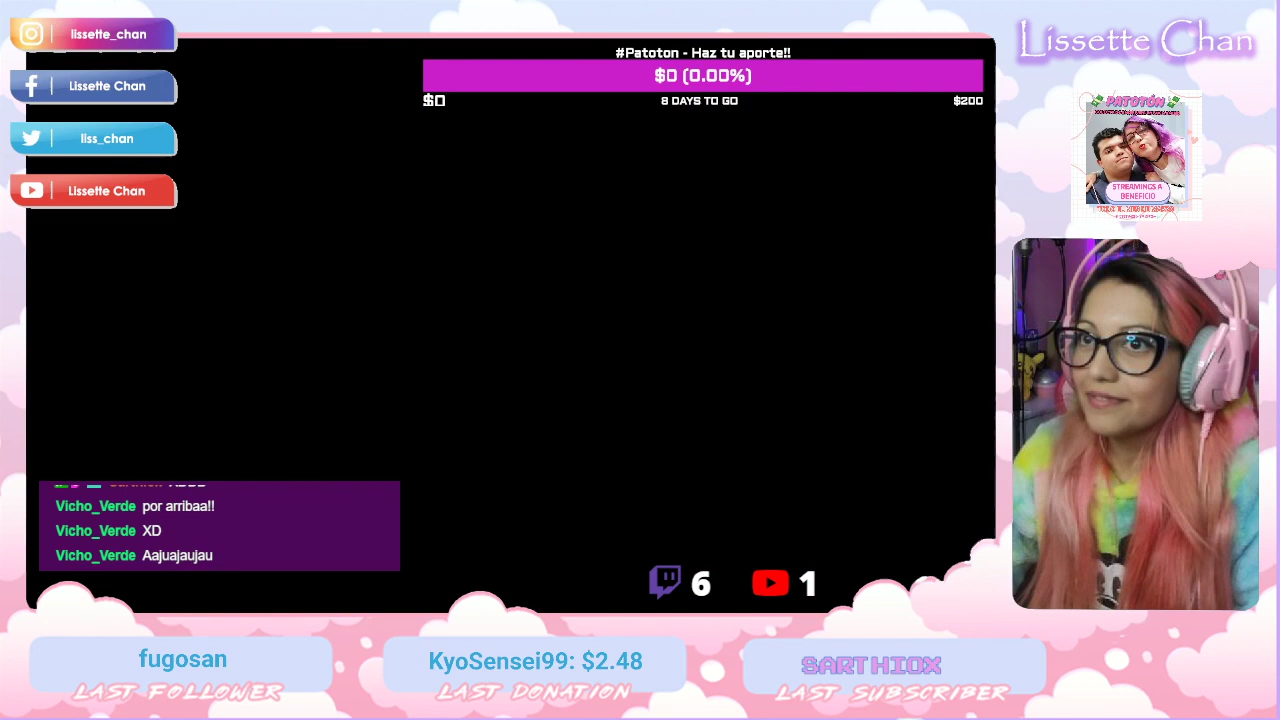 lissette_chan
Lissette Chan
liss_chan
Lissette Chan
#Patoton - Haz tu aporte!!
$0 (0.00%)
$0
8 DAYS TO GO
$200
Lissette Chan
PATOTÓN
STREAMINGS A
BENEFICIO
Vicho_Verde por arribaa!!
Vicho_Verde XD
Vicho_Verde Aajuajaujau
6
1
fugosan
LAST FOLLOWER
KyoSensei99: $2.48
LAST DONATION
SARTHIOX
LAST SUBSCRIBER